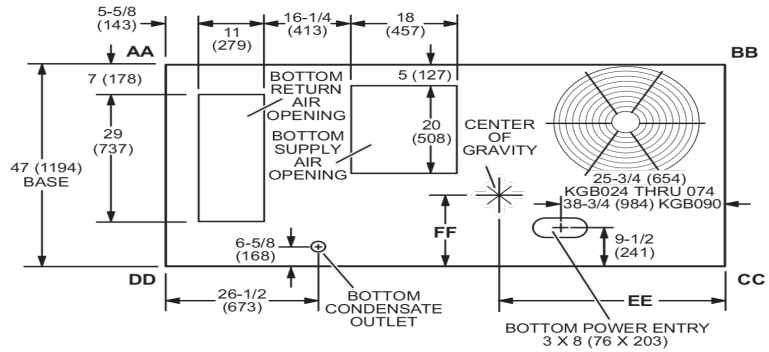 5-5/8
(143)
11
(279)
16-1/4
(413)
18
(457)
AA
BB
7 (178)
BOTTOM
RETURN
AIR
OPENING
5 (127)
29
(737)
20
(508)
CENTER
OF
GRAVITY
BOTTOM
SUPPLY
AIR
OPENING
47 (1194)
BASE
25-3/4 (654)
KGB024 THRU 074
38-3/4 (984) KGB090
FF
6-5/8
(168)
9-1/2
(241)
DD
CC
26-1/2
(673)
BOTTOM
CONDENSATE
OUTLET
EE
BOTTOM POWER ENTRY
3 X 8 (76 X 203)